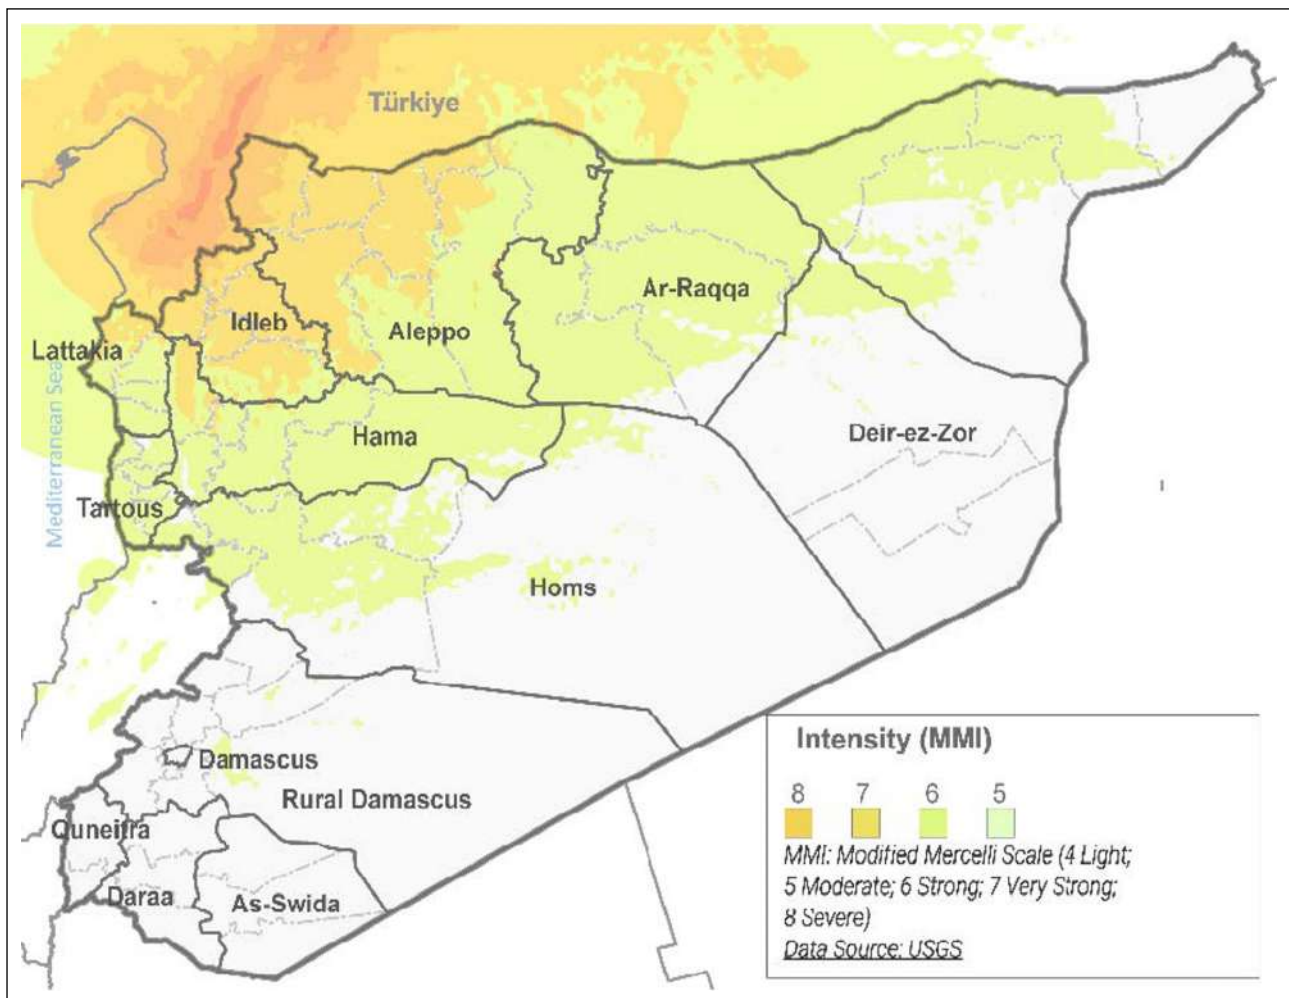 Türkiye
Ar-Raqqa
Idleb
Aleppo
Lattakia
Mediterranean Sea
Hama
Deir-ez-Zor
Tartous
Homs
Damascus
Rural Damascus
Quneitra
Daraa
As-Swida
Intensity (MMI)
8 7 6 5
MMI: Modified Mercelli Scale (4 Light;
5 Moderate; 6 Strong; 7 Very Strong;
8 Severe)
Data Source: USGS